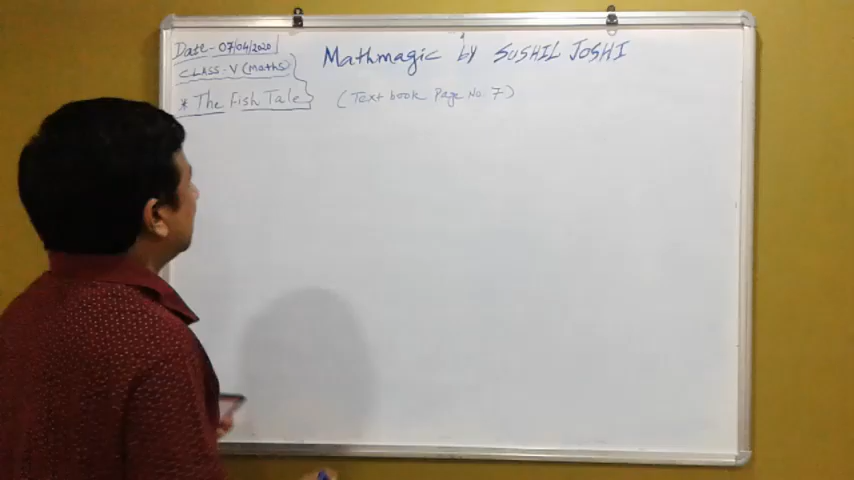 Date-07/04/2020
Mathmagic by SUSHIL JOSHI
CLASS-V (Maths)
* The Fish Tale
(Text book Page No. 7)